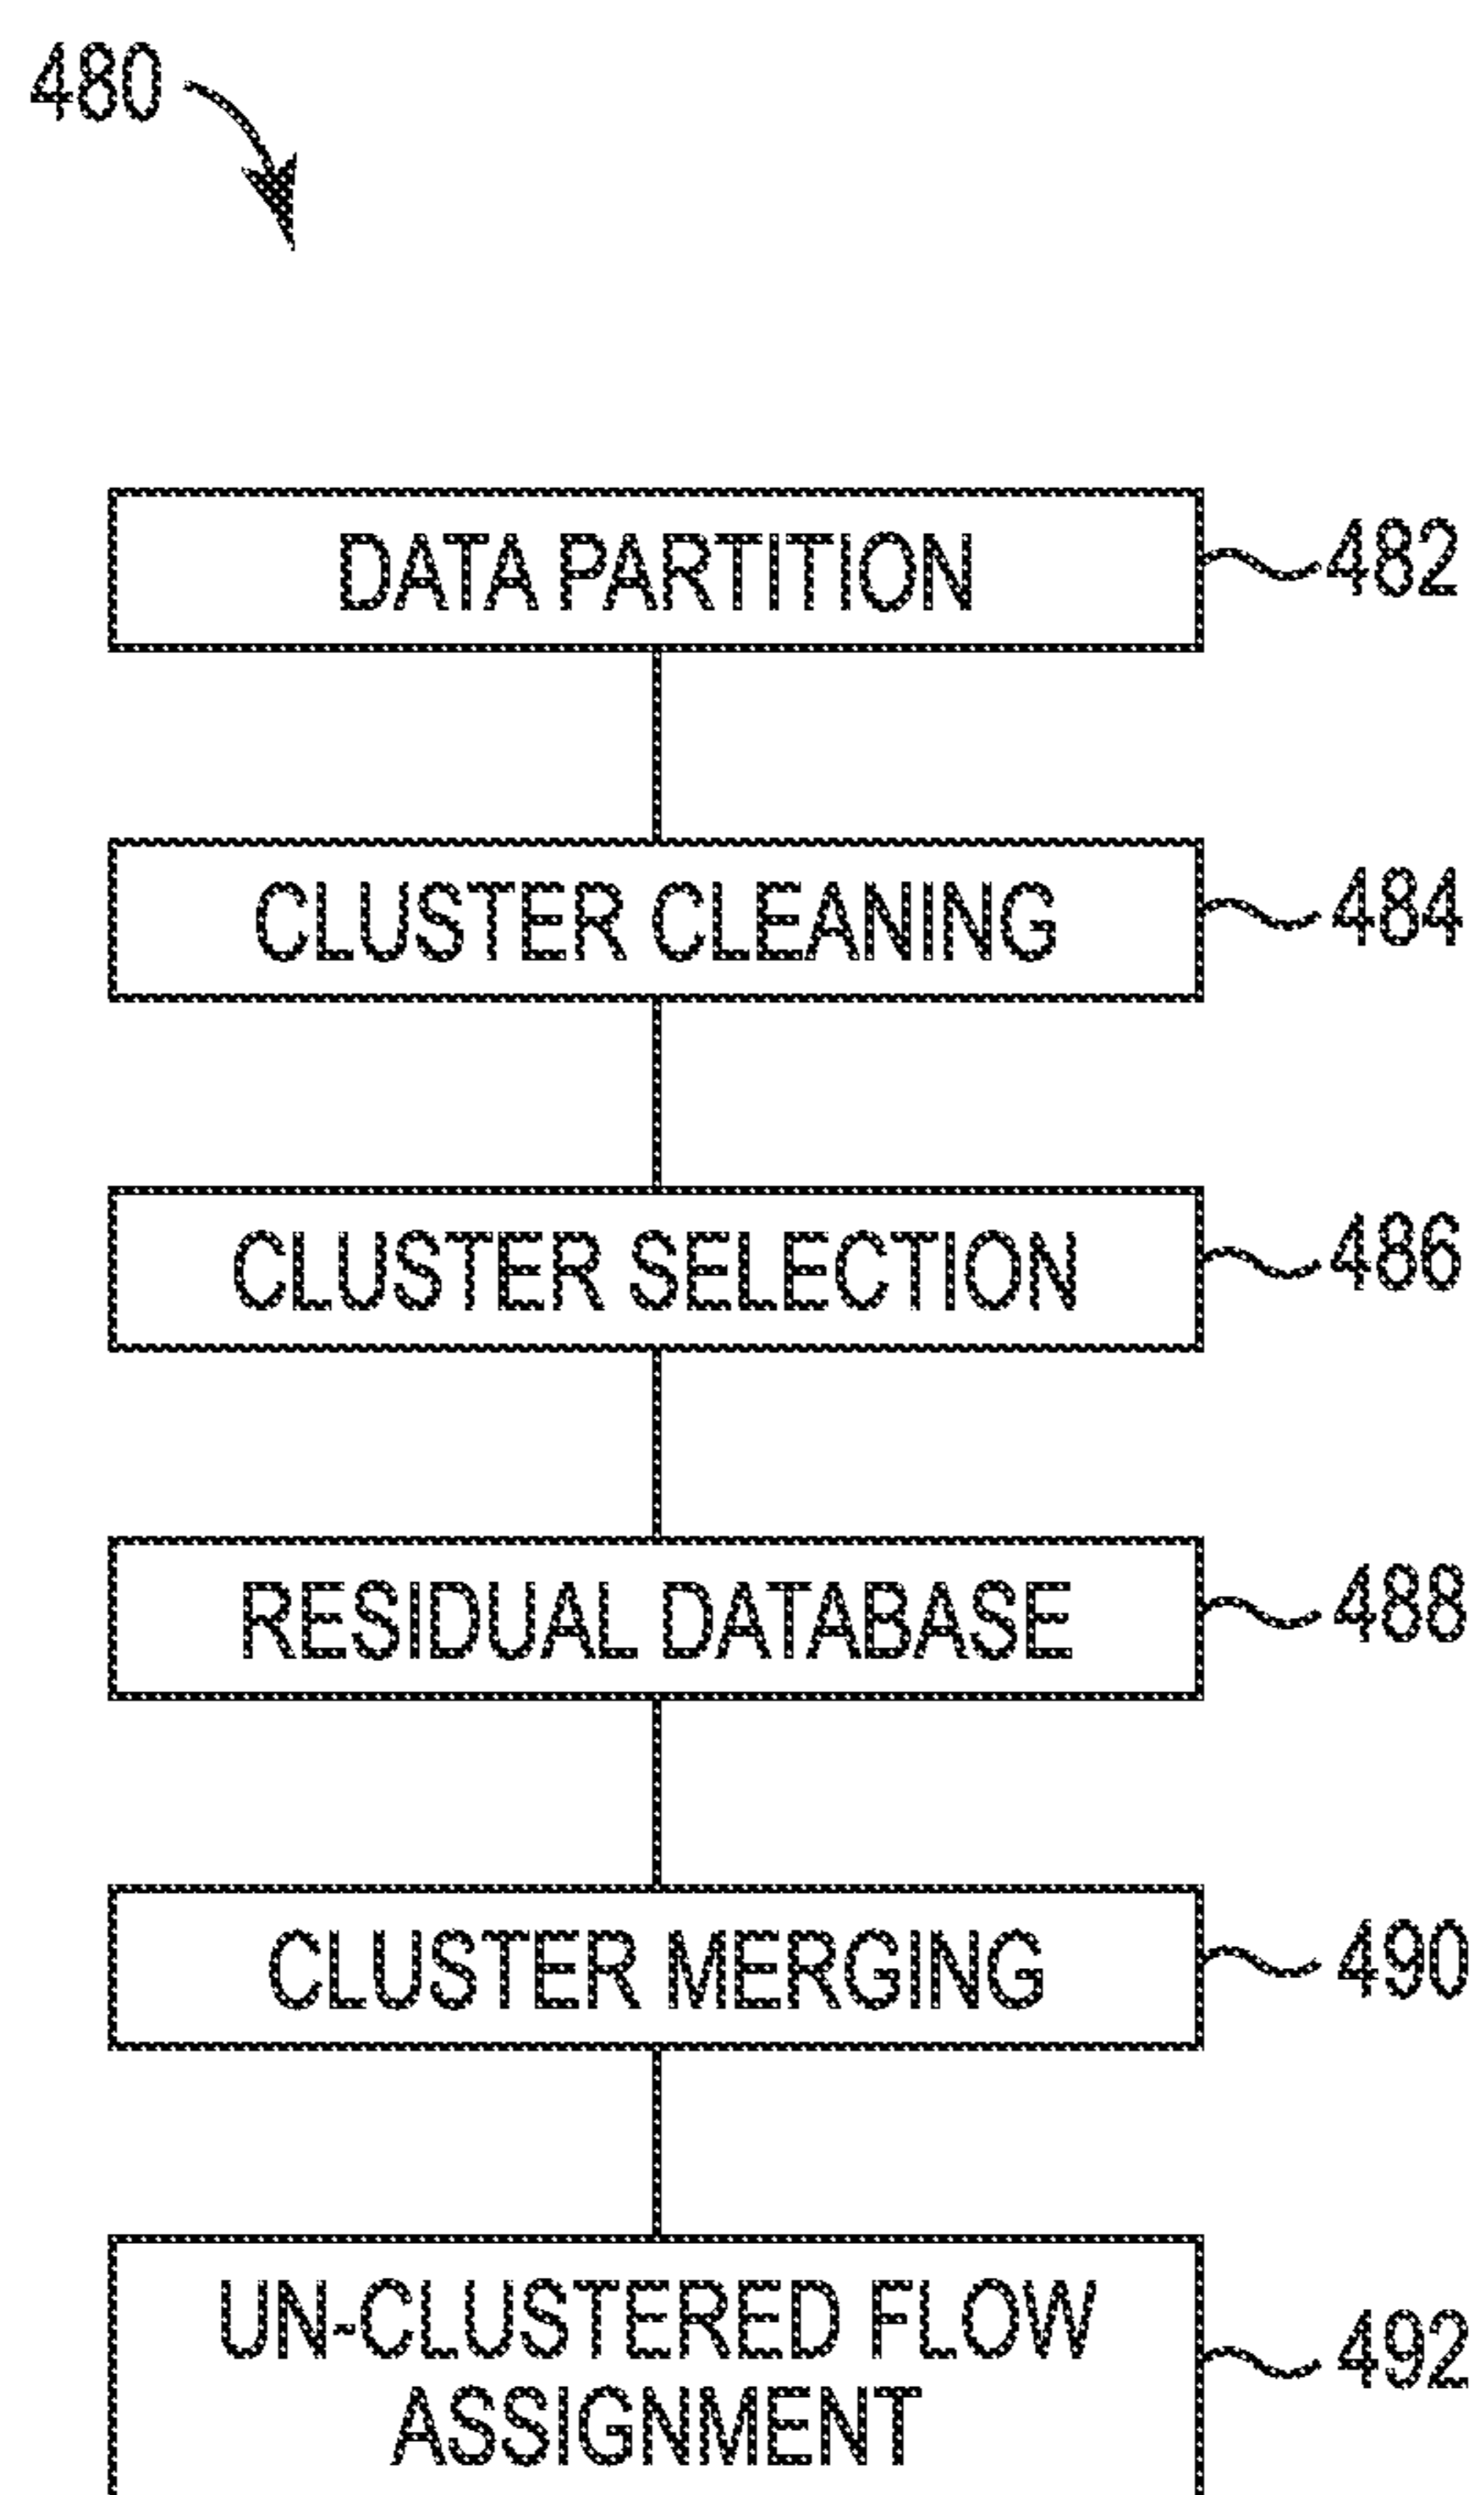 480
DATA PARTITION
482
CLUSTER CLEANING
484
CLUSTER SELECTION
486
RESIDUAL DATABASE
488
CLUSTER MERGING
490
UN-CLUSTERED FLOW
ASSIGNMENT
492